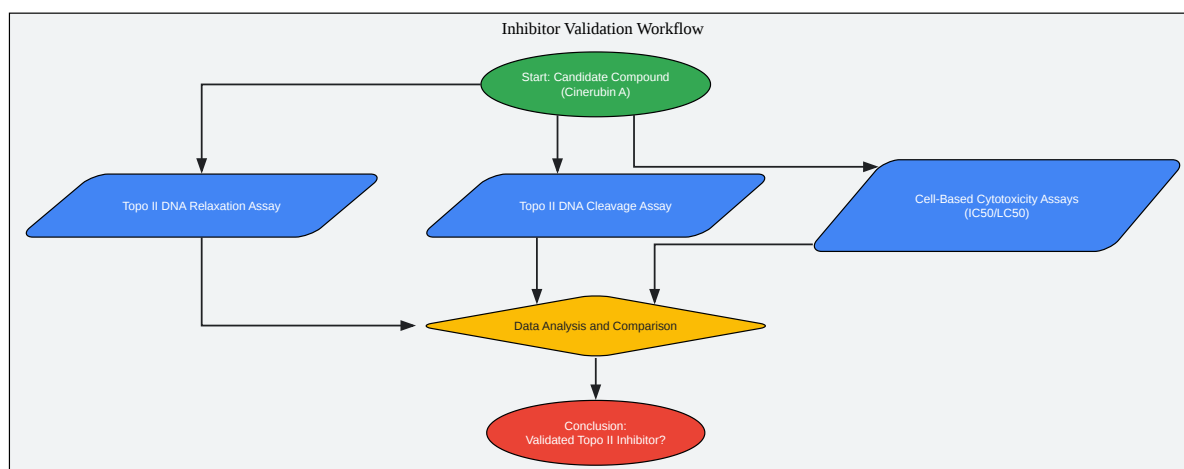 Inhibitor Validation Workflow
Start: Candidate Compound
(Cinerubin A)
Topo II DNA Relaxation Assay
Topo II DNA Cleavage Assay
Cell-Based Cytotoxicity Assays
(IC50/LC50)
Data Analysis and Comparison
Conclusion:
Validated Topo II Inhibitor?